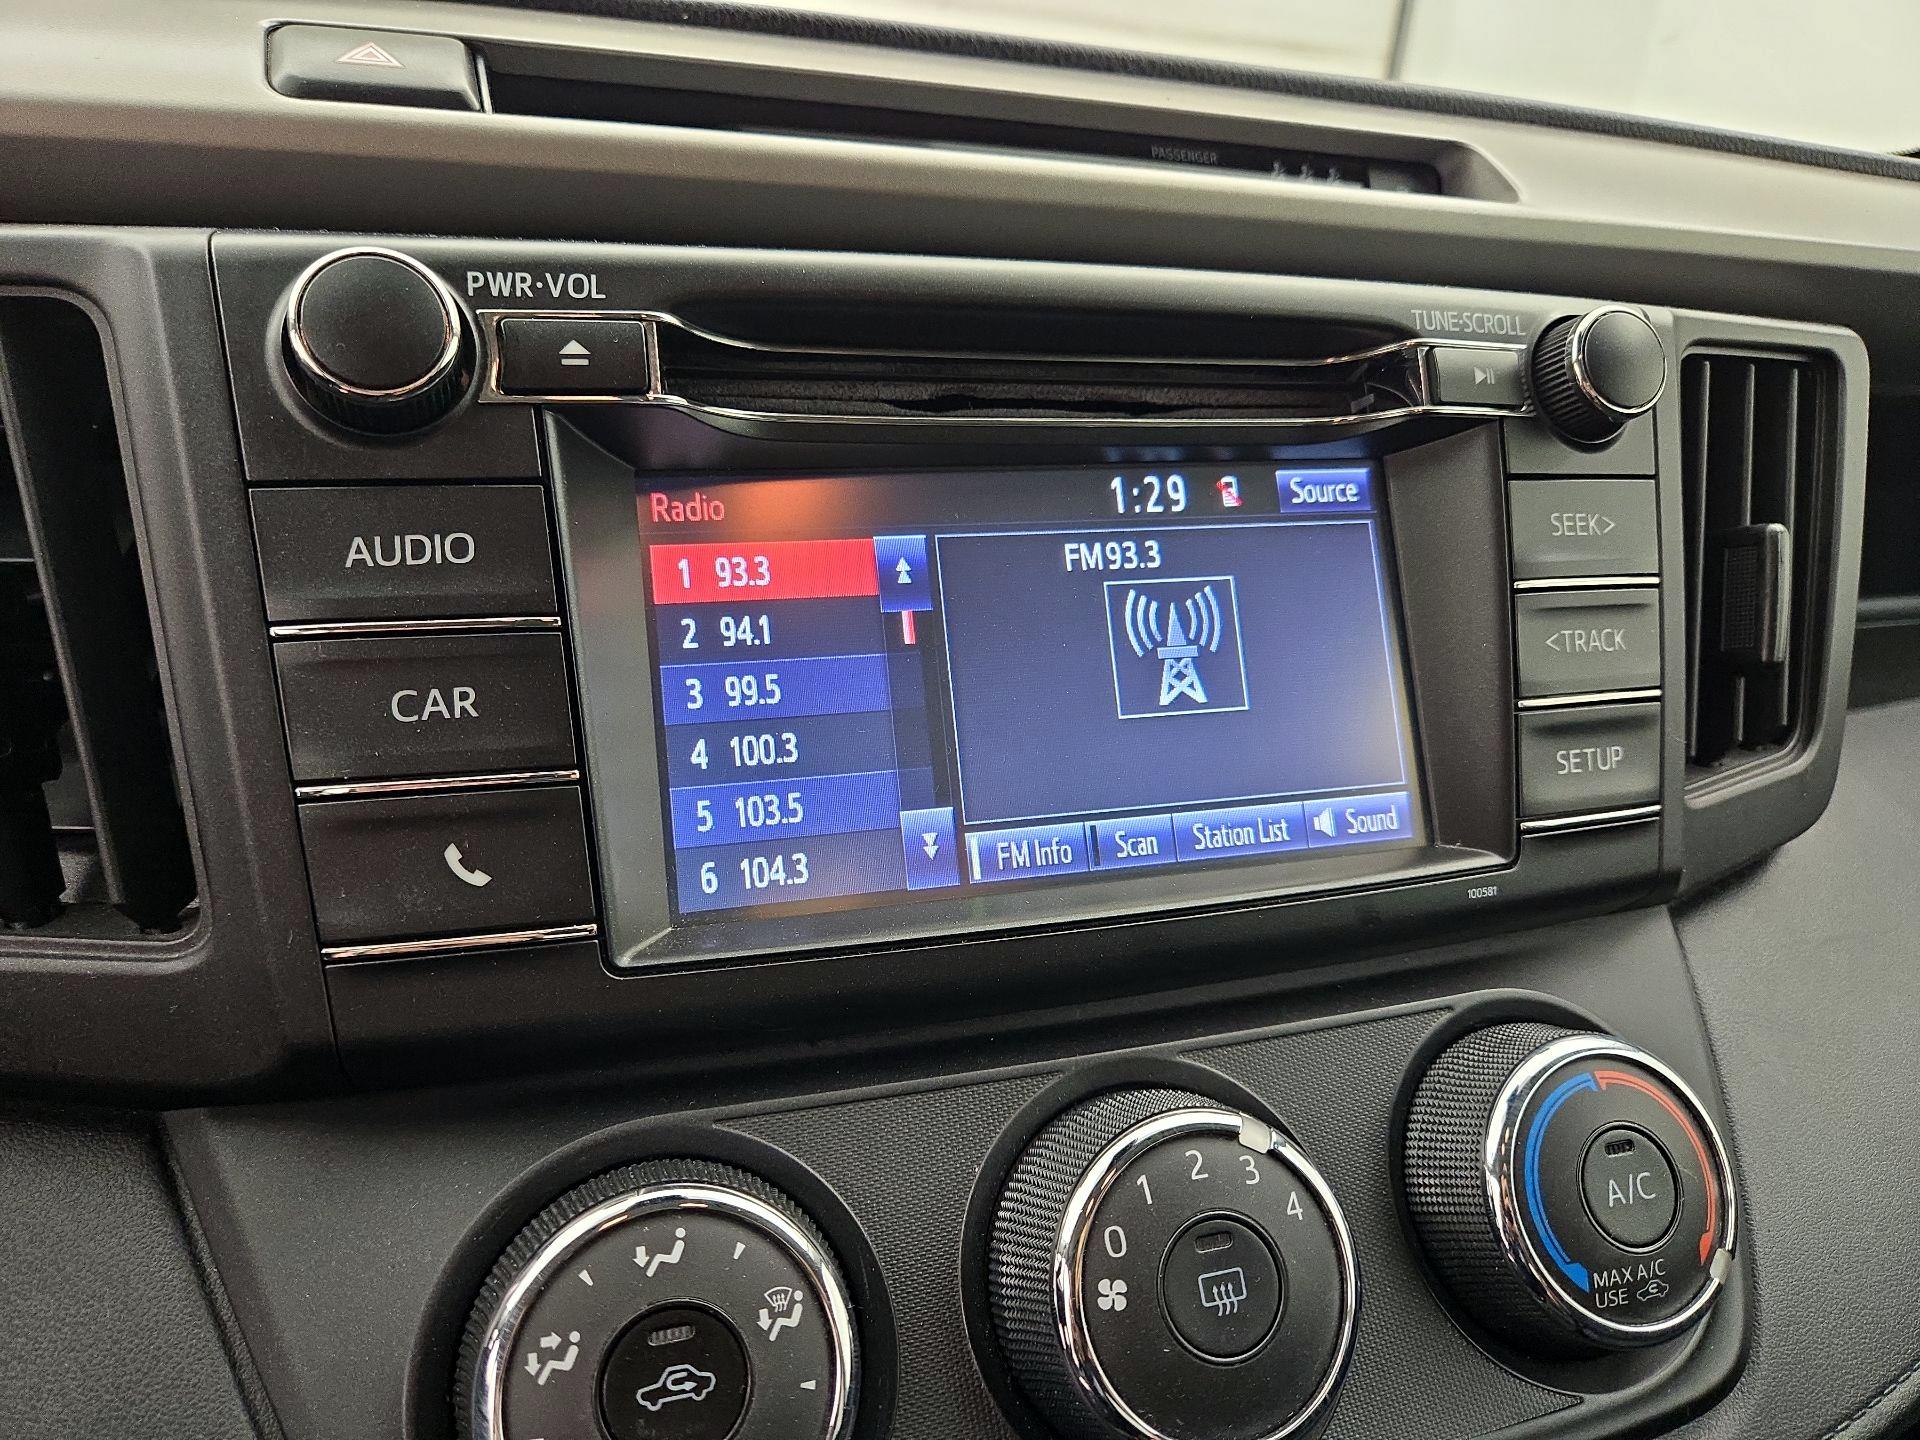 PASSENGER
PWR·VOL
TUNE·SCROLL
AUDIO
CAR
Radio
1:29
Source
1 93.3
2 94.1
3 99.5
4 100.3
5 103.5
6 104.3
FM93.3
FM Info
Scan
Station List
Sound
SEEK>
<TRACK
SETUP
100581
0 1 2 3 4
A/C
MAX A/C
USE